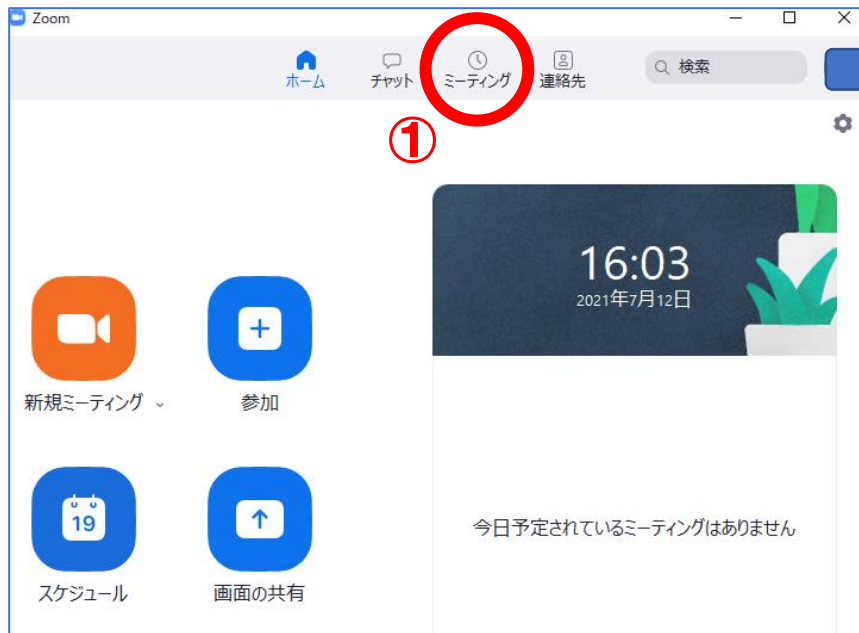 Zoom
ホーム
チャット
ミーティング
連絡先
検索
①
16:03
2021年7月12日
新規ミーティング
参加
19
スケジュール
画面の共有
今日予定されているミーティングはありません